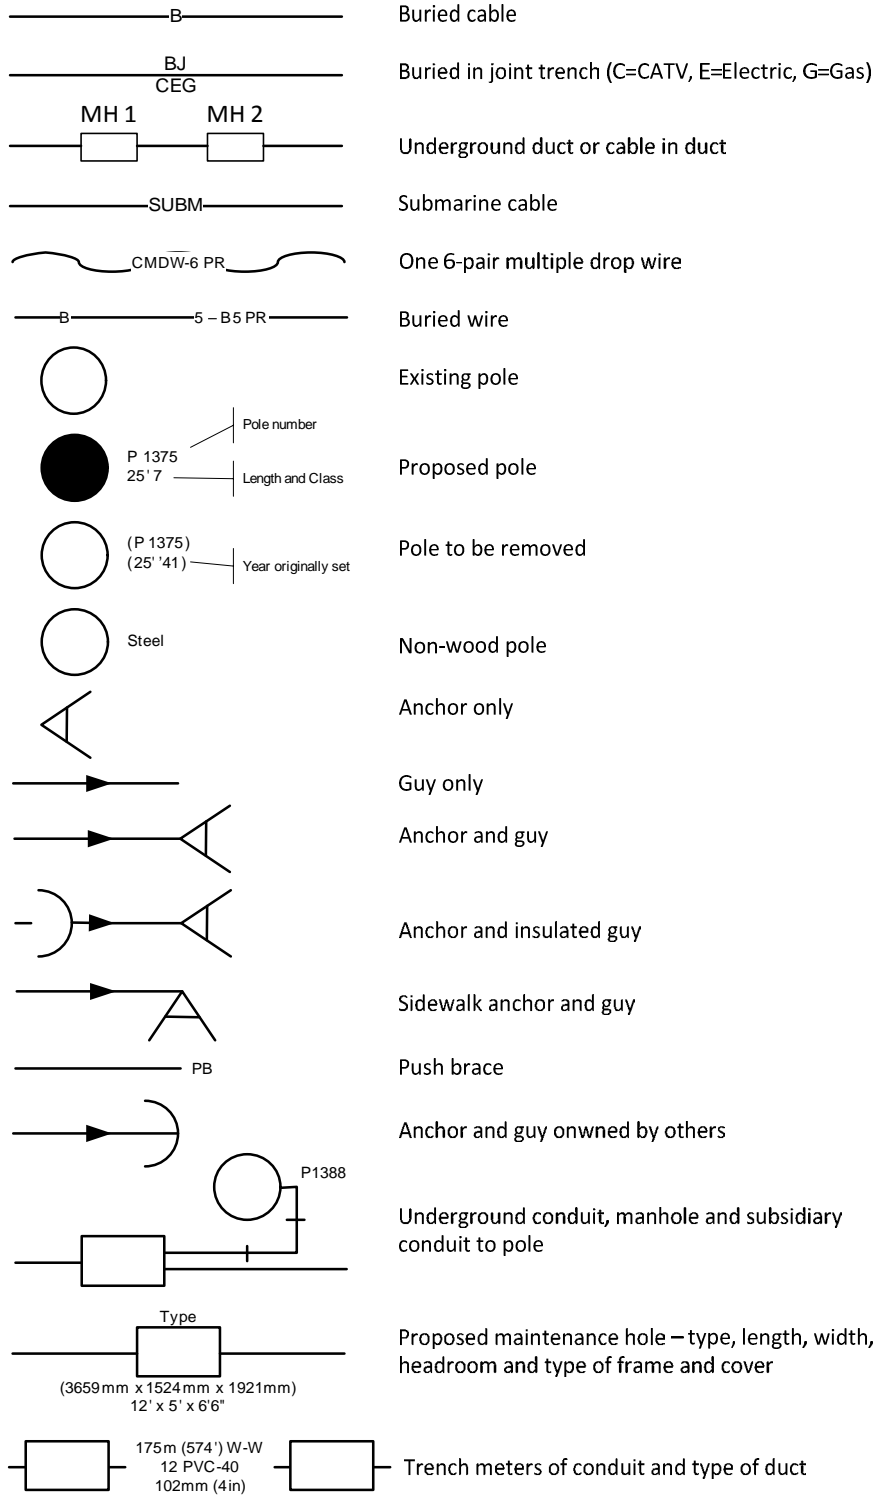 B
Buried cable
BJ
CEG
Buried in joint trench (C=CATV, E=Electric, G=Gas)
MH 1
MH 2
Underground duct or cable in duct
SUBM
Submarine cable
CMDW-6 PR
One 6-pair multiple drop wire
B
5 – B5 PR
Buried wire
Existing pole
Pole number
P 1375
25' 7
Length and Class
Proposed pole
(P 1375)
(25' '41)
Year originally set
Pole to be removed
Steel
Non-wood pole
Anchor only
Guy only
Anchor and guy
Anchor and insulated guy
Sidewalk anchor and guy
PB
Push brace
Anchor and guy onwned by others
P1388
Underground conduit, manhole and subsidiary
conduit to pole
Type
(3659mm x 1524mm x 1921mm)
12' x 5' x 6'6"
Proposed maintenance hole – type, length, width,
headroom and type of frame and cover
175m (574') W-W
12 PVC-40
102mm (4in)
Trench meters of conduit and type of duct